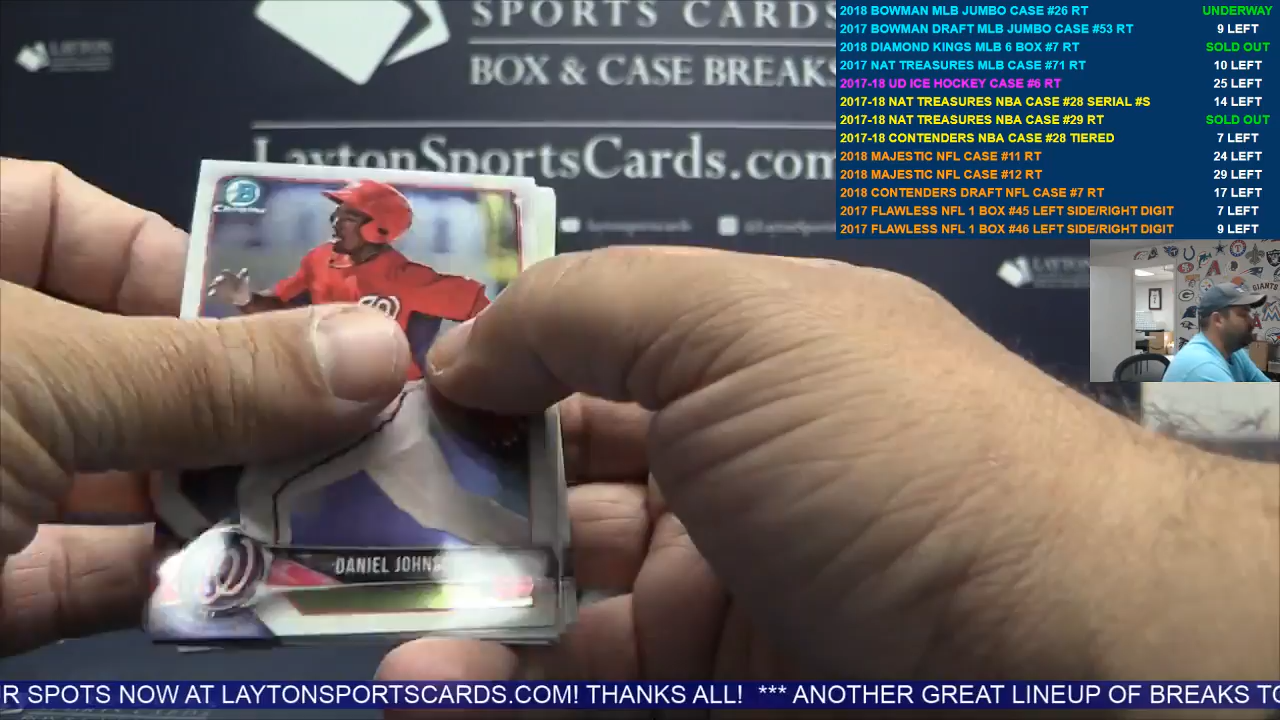 SPORTS CARDS
BOX & CASE BREAKS
LaytonSportsCards.com
LAYTON
Chrome
DANIEL JOHNS
2018 BOWMAN MLB JUMBO CASE #26 RT UNDERWAY
2017 BOWMAN DRAFT MLB JUMBO CASE #53 RT 9 LEFT
2018 DIAMOND KINGS MLB 6 BOX #7 RT SOLD OUT
2017 NAT TREASURES MLB CASE #71 RT 10 LEFT
2017-18 UD ICE HOCKEY CASE #6 RT 25 LEFT
2017-18 NAT TREASURES NBA CASE #28 SERIAL #S 14 LEFT
2017-18 NAT TREASURES NBA CASE #29 RT SOLD OUT
2017-18 CONTENDERS NBA CASE #28 TIERED 7 LEFT
2018 MAJESTIC NFL CASE #11 RT 24 LEFT
2018 MAJESTIC NFL CASE #12 RT 29 LEFT
2018 CONTENDERS DRAFT NFL CASE #7 RT 17 LEFT
2017 FLAWLESS NFL 1 BOX #45 LEFT SIDE/RIGHT DIGIT 7 LEFT
2017 FLAWLESS NFL 1 BOX #46 LEFT SIDE/RIGHT DIGIT 9 LEFT
GIANTS
R SPOTS NOW AT LAYTONSPORTSCARDS.COM! THANKS ALL! *** ANOTHER GREAT LINEUP OF BREAKS TO